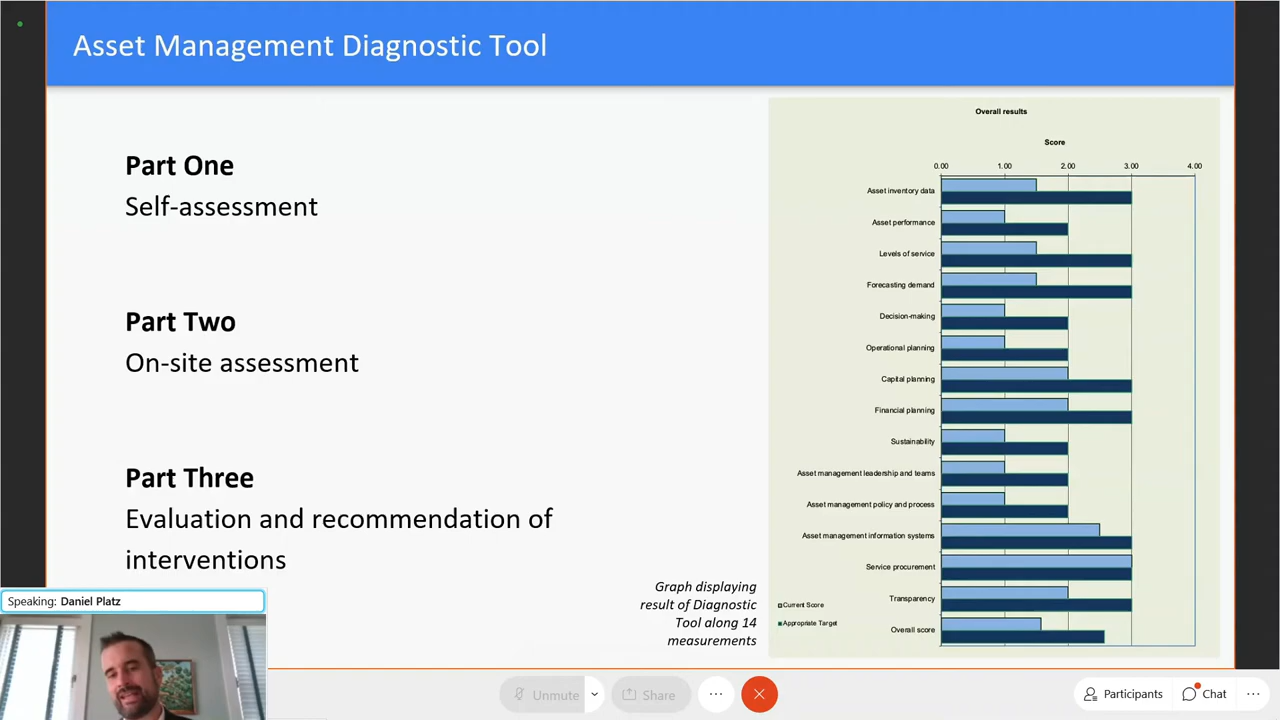 Asset Management Diagnostic Tool
Part One
Self-assessment
Part Two
On-site assessment
Part Three
Evaluation and recommendation of
interventions
Graph displaying
result of Diagnostic
Tool along 14
measurements
Overall results
Score
0.00 1.00 2.00 3.00 4.00
Asset inventory data
Asset performance
Levels of service
Forecasting demand
Decision-making
Operational planning
Capital planning
Financial planning
Sustainability
Asset management leadership and teams
Asset management policy and process
Asset management information systems
Service procurement
Transparency
Overall score
Current Score
Appropriate Target
Speaking: Daniel Platz
Unmute
Share
Participants
Chat